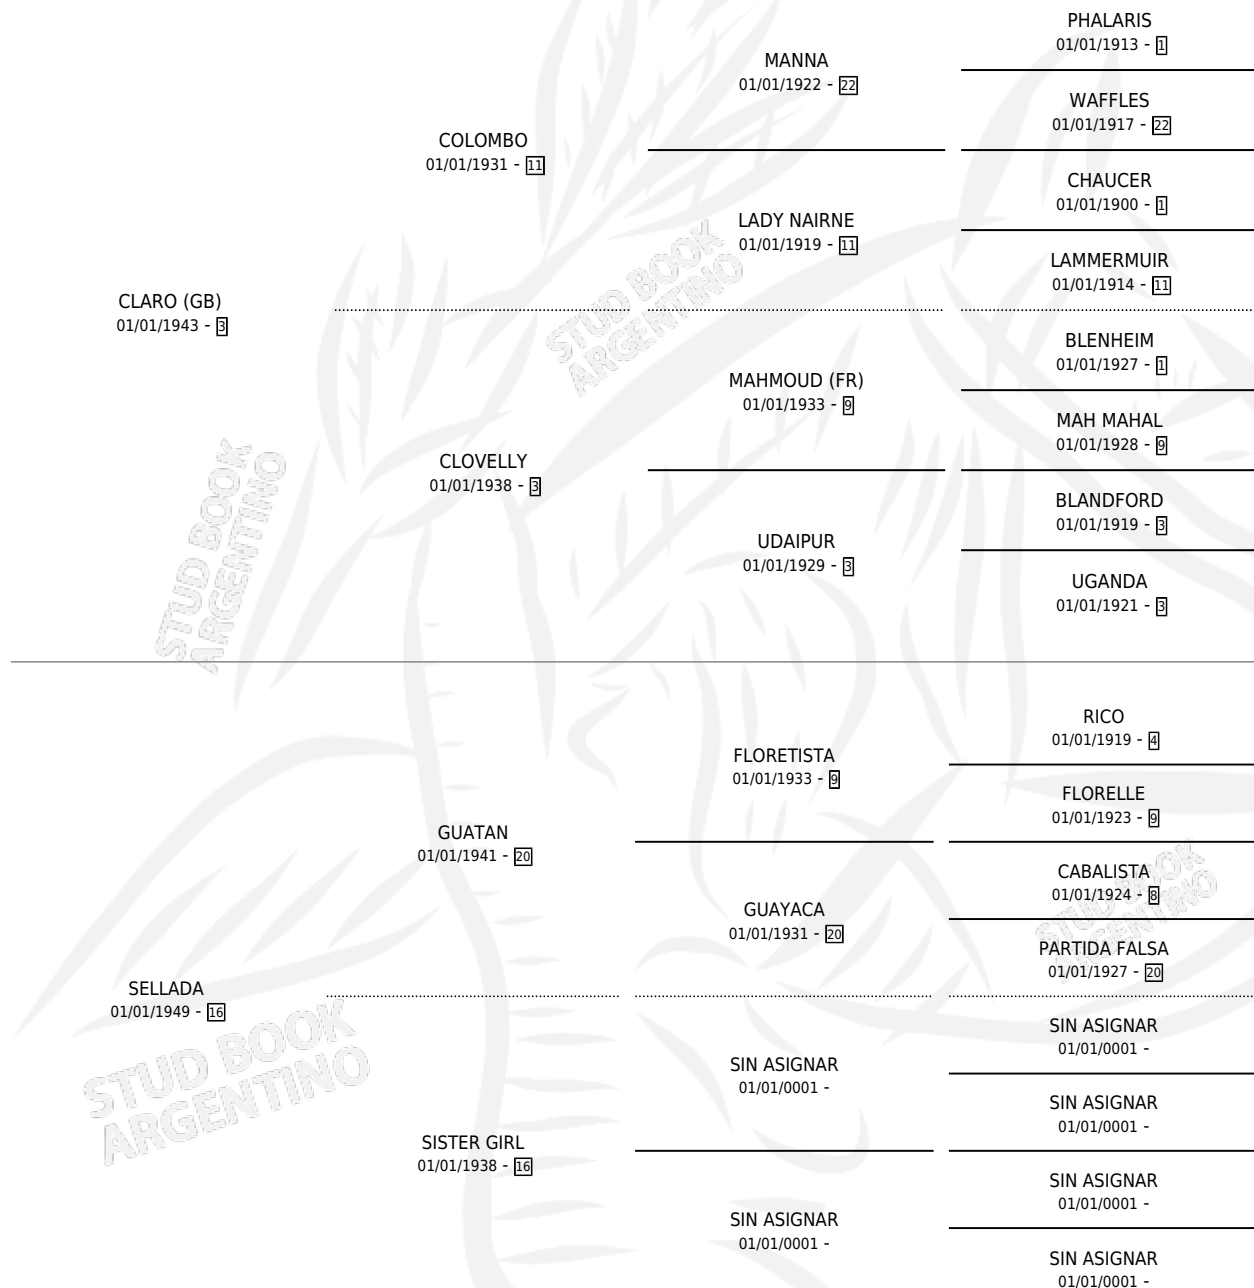 PHALARIS
01/01/1913 - 1
MANNA
01/01/1922 - 22
WAFFLES
01/01/1917 - 22
COLOMBO
01/01/1931 - 11
CHAUCER
01/01/1900 - 1
LADY NAIRNE
01/01/1919 - 11
LAMMERMUIR
01/01/1914 - 11
STUD BOOK
ARGENTINO
CLARO (GB)
01/01/1943 - 3
BLENHEIM
01/01/1927 - 1
MAHMOUD (FR)
01/01/1933 - 9
MAH MAHAL
01/01/1928 - 9
CLOVELLY
01/01/1938 - 3
BLANDFORD
01/01/1919 - 3
UDAIPUR
01/01/1929 - 3
UGANDA
01/01/1921 - 3
STUD BOOK
ARGENTINO
RICO
01/01/1919 - 4
FLORETISTA
01/01/1933 - 9
FLORELLE
01/01/1923 - 9
GUATAN
01/01/1941 - 20
CABALISTA
01/01/1924 - 8
GUAYACA
01/01/1931 - 20
PARTIDA FALSA
01/01/1927 - 20
STUD BOOK
ARGENTINO
SELLADA
01/01/1949 - 16
SIN ASIGNAR
01/01/0001 -
SIN ASIGNAR
01/01/0001 -
SIN ASIGNAR
01/01/0001 -
STUD BOOK
ARGENTINO
SISTER GIRL
01/01/1938 - 16
SIN ASIGNAR
01/01/0001 -
SIN ASIGNAR
01/01/0001 -
SIN ASIGNAR
01/01/0001 -